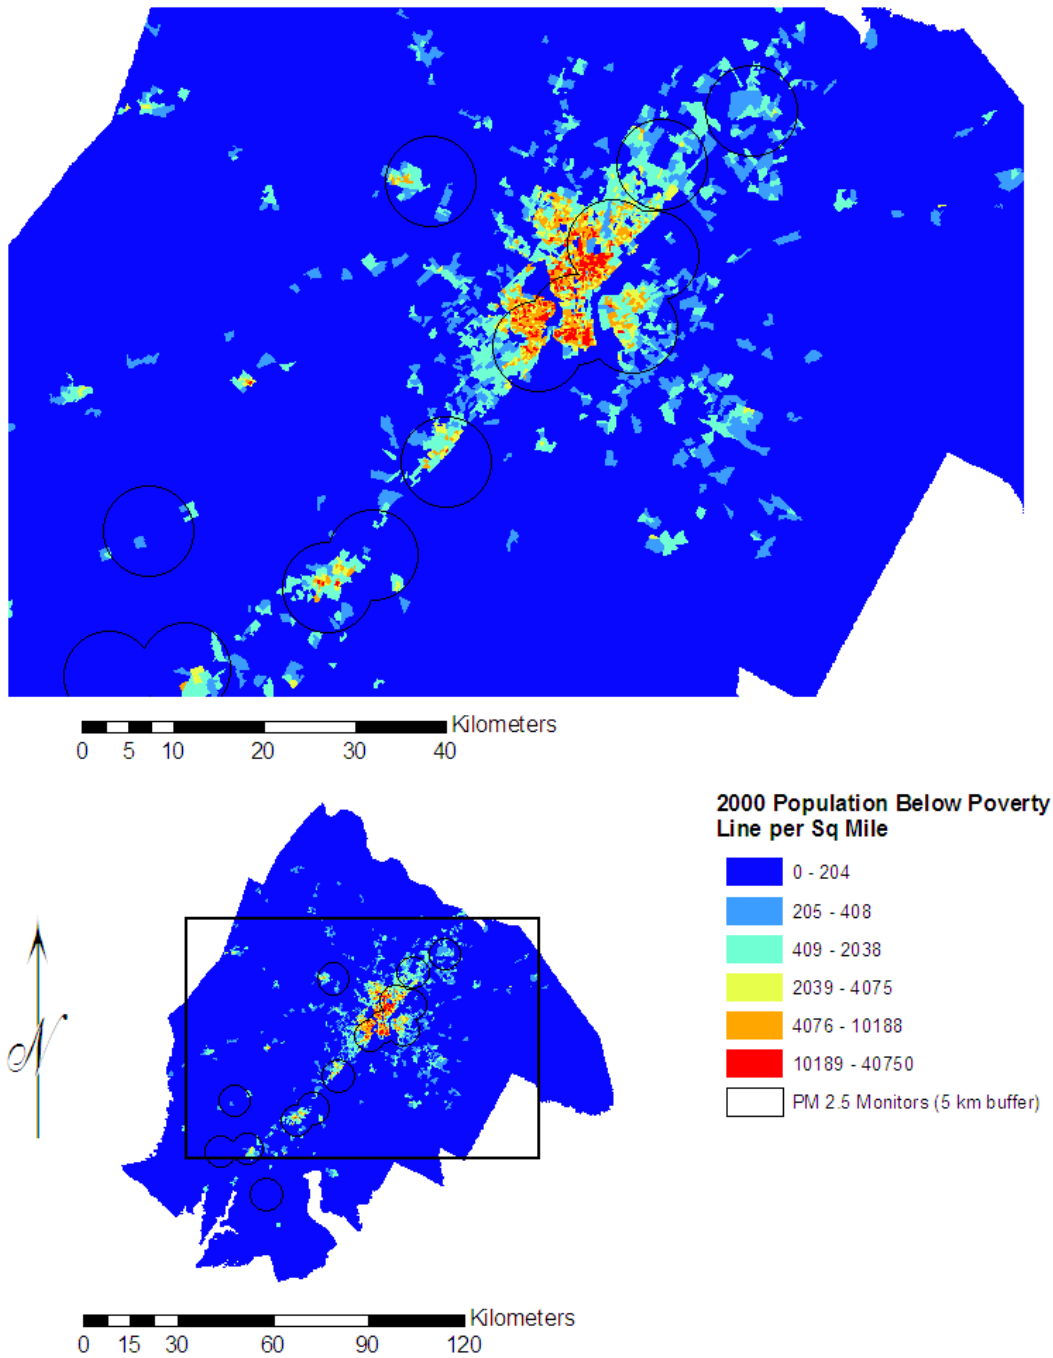 Kilometers
0 5 10 20 30 40
2000 Population Below Poverty
Line per Sq Mile
0 - 204
205 - 408
409 - 2038
2039 - 4075
4076 - 10188
10189 - 40750
PM 2.5 Monitors (5 km buffer)
N
Kilometers
0 15 30 60 90 120